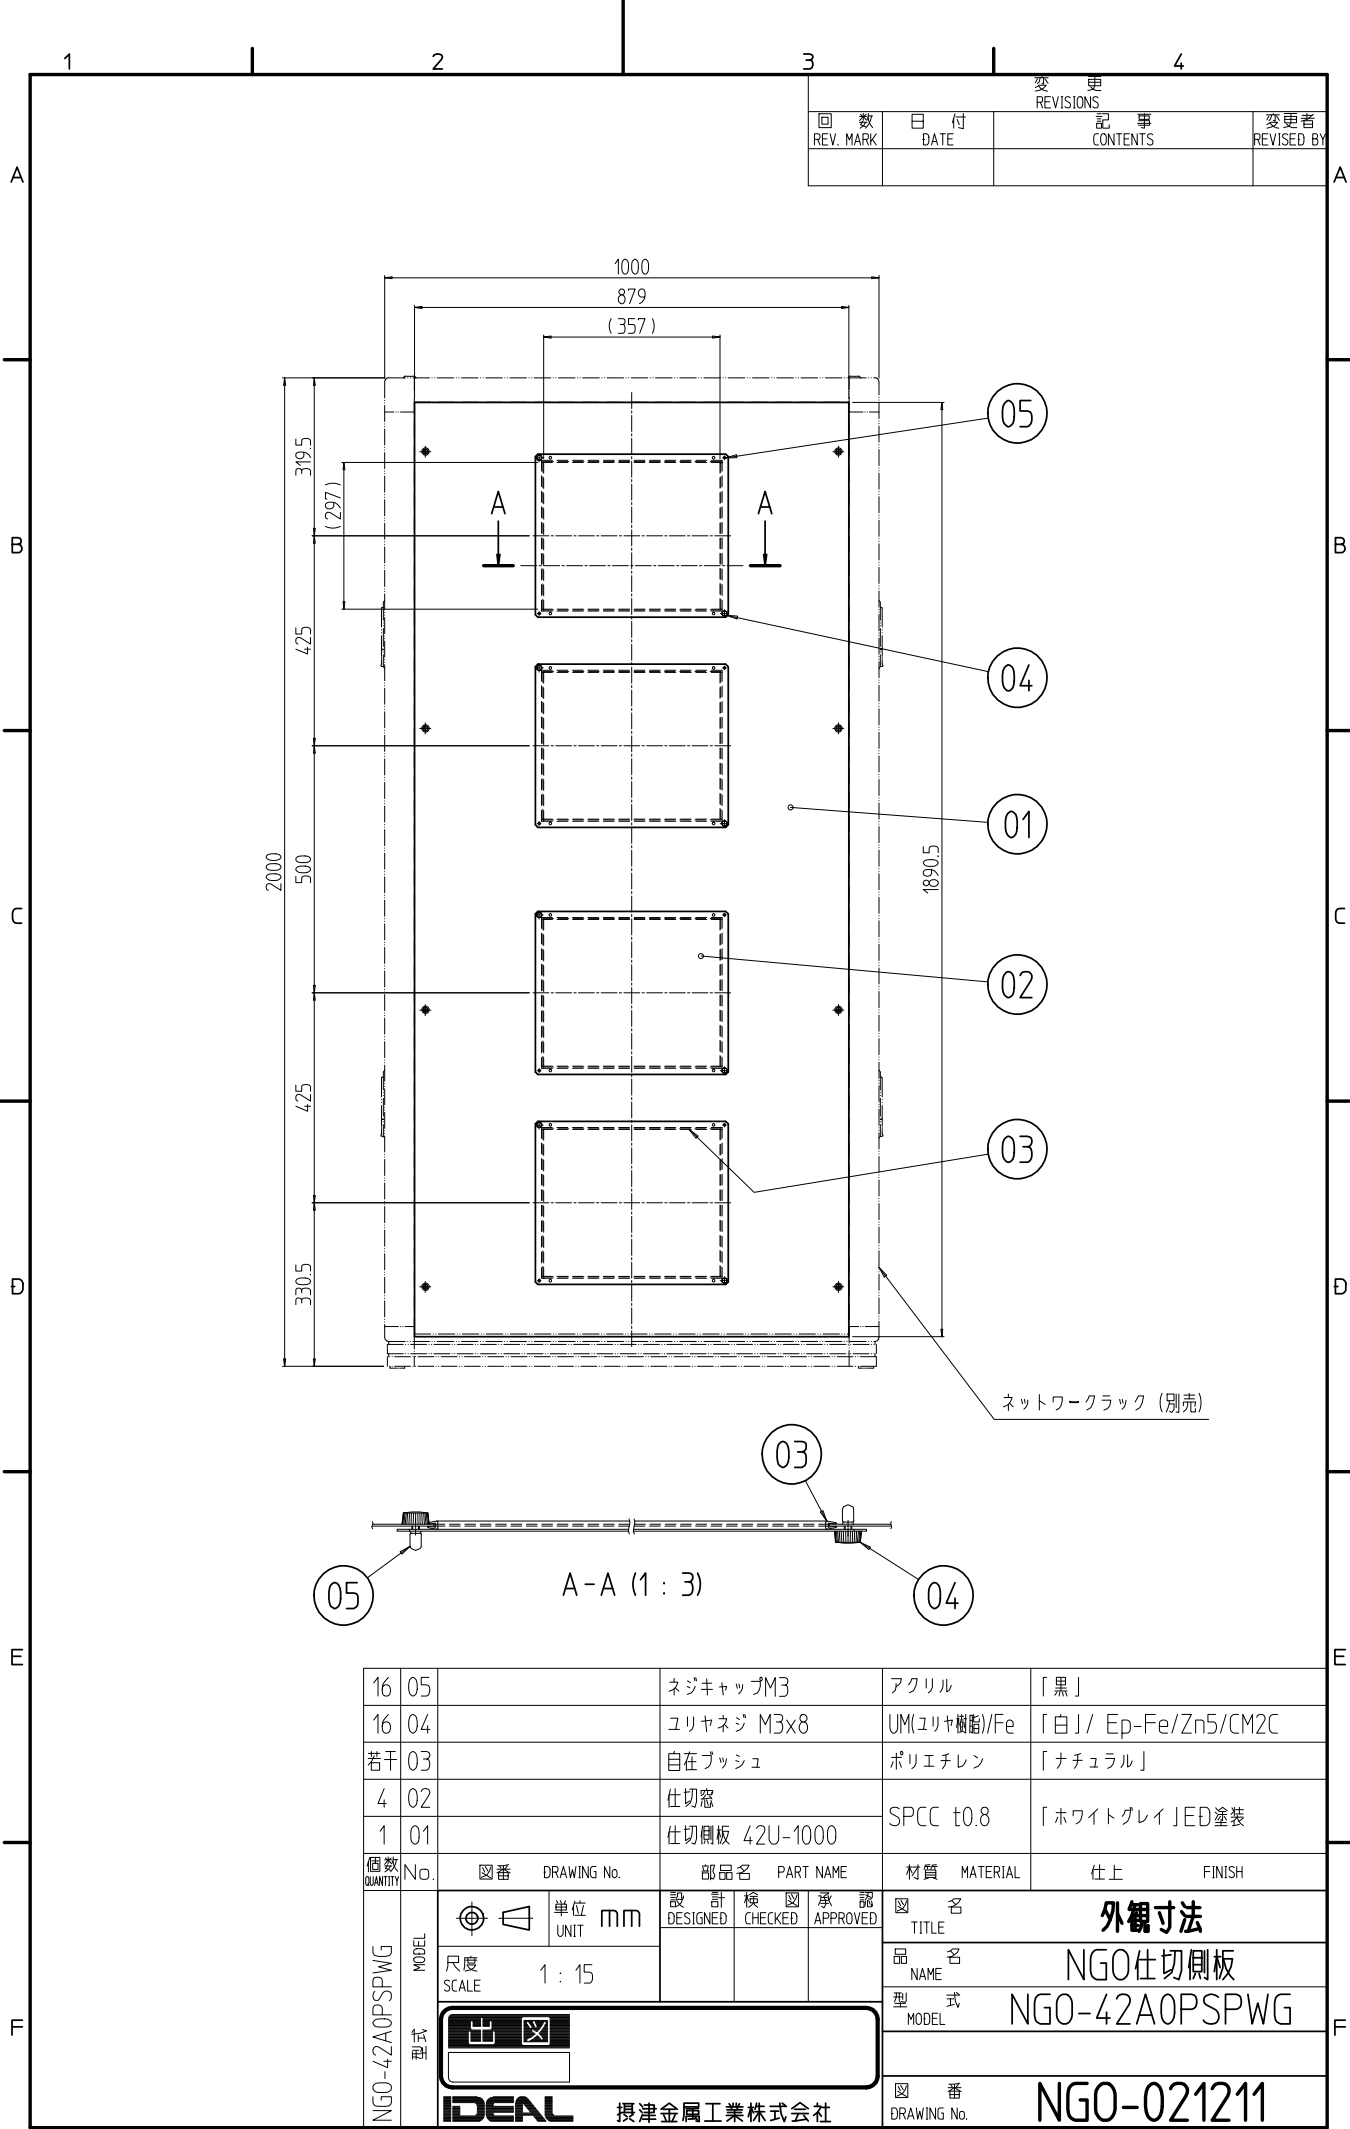 1 2 3 4
変 更
REVISIONS
回 数 日 付 記 事 変更者
REV. MARK DATE CONTENTS REVISED BY
A A
1000
879
(357)
05
319.5
(297)
A A
B B
425
04
01
2000
500
1890.5
C C
02
425
03
D D
330.5
ネットワークラック (別売)
03
05
A-A (1 : 3)
04
E E
16 05 ネジキャップM3 アクリル 「黒」
16 04 ユリヤネジ M3x8 UM(ユリヤ樹脂)/Fe 「白」/ Ep-Fe/Zn5/CM2C
若干 03 自在ブッシュ ポリエチレン 「ナチュラル」
4 02 仕切窓
SPCC t0.8 「ホワイトグレイ」ED塗装
1 01 仕切側板 42U-1000
個数 No. 図番 DRAWING No. 部品名 PART NAME 材質 MATERIAL 仕上 FINISH
QUANTITY
NGO-42A0PSPWG
MODEL
型式
単位 mm
UNIT
設 計 検 図 承 認
DESIGNED CHECKED APPROVED
尺度
SCALE 1 : 15
図 名
TITLE 外観寸法
品 名
NAME NGO仕切側板
型 式
MODEL NGO-42A0PSPWG
F F
出 図
IDEAL 摂津金属工業株式会社
図 番
DRAWING No. NGO-021211